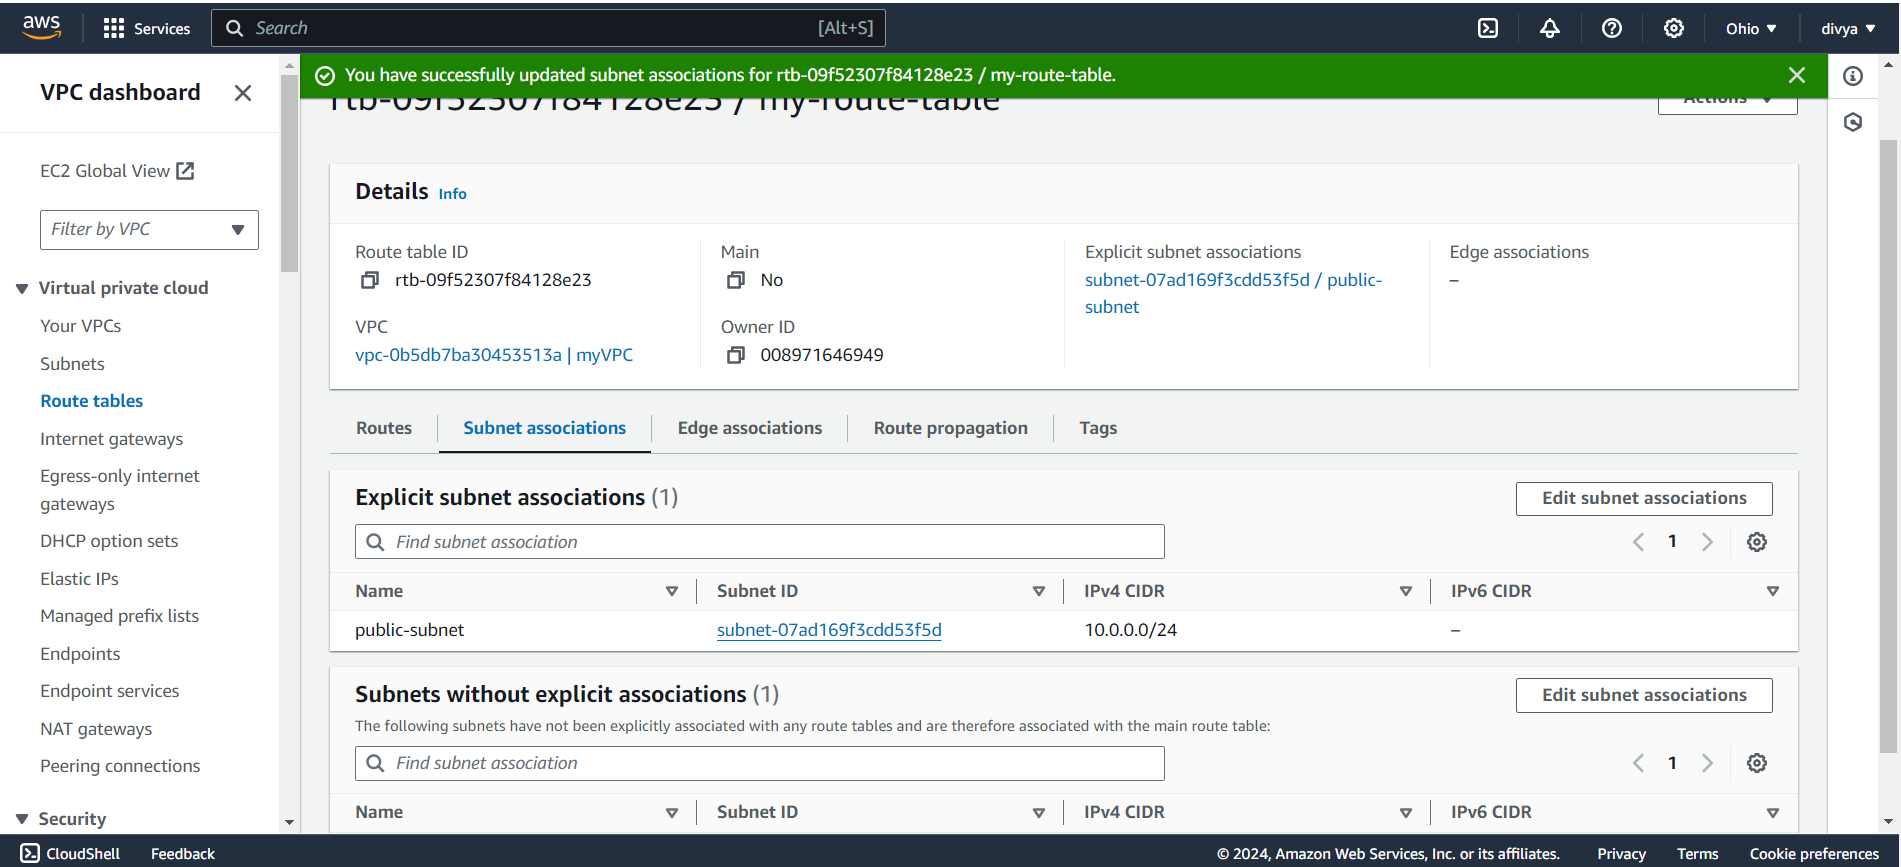 aws
Services
Search [Alt+S]
Ohio ▼
divya ▼
VPC dashboard
You have successfully updated subnet associations for rtb-09f52307f84128e23 / my-route-table.
rtb-09f52307f84128e23 / my-route-table
Actions
EC2 Global View
Filter by VPC
Virtual private cloud
Your VPCs
Subnets
Route tables
Internet gateways
Egress-only internet
gateways
DHCP option sets
Elastic IPs
Managed prefix lists
Endpoints
Endpoint services
NAT gateways
Peering connections
Security
Details Info
Route table ID
rtb-09f52307f84128e23
VPC
vpc-0b5db7ba30453513a | myVPC
Main
No
Owner ID
008971646949
Explicit subnet associations
subnet-07ad169f3cdd53f5d / public-
subnet
Edge associations
–
Routes
Subnet associations
Edge associations
Route propagation
Tags
Explicit subnet associations (1)
Edit subnet associations
Find subnet association
1
Name Subnet ID IPv4 CIDR IPv6 CIDR
public-subnet subnet-07ad169f3cdd53f5d 10.0.0.0/24 –
Subnets without explicit associations (1)
Edit subnet associations
The following subnets have not been explicitly associated with any route tables and are therefore associated with the main route table:
Find subnet association
1
Name Subnet ID IPv4 CIDR IPv6 CIDR
CloudShell Feedback
© 2024, Amazon Web Services, Inc. or its affiliates. Privacy Terms Cookie preferences